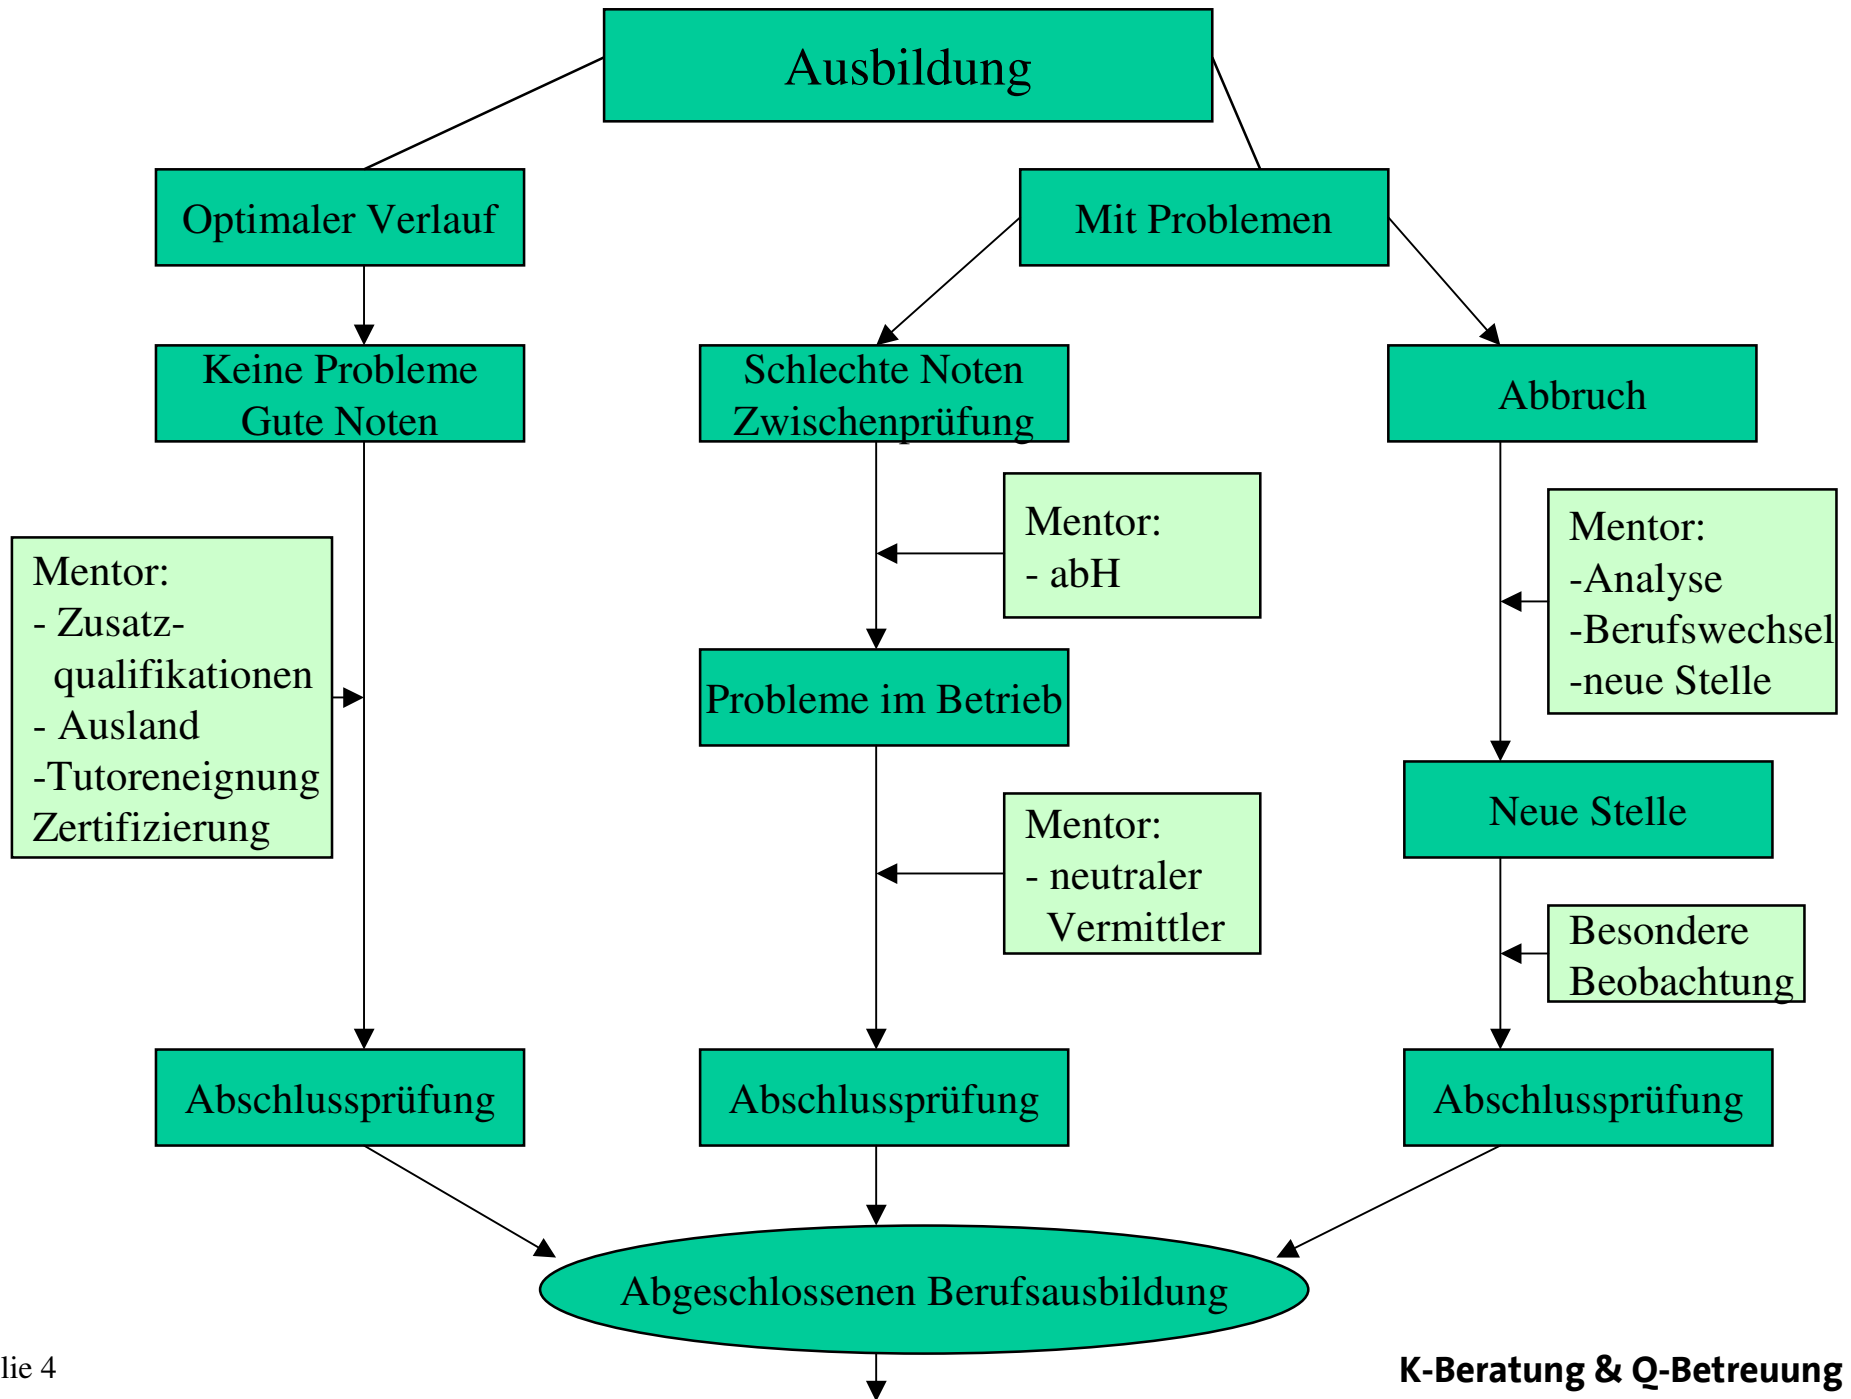 Ausbildung
Optimaler Verlauf
Mit Problemen
Keine Probleme
Gute Noten
Schlechte Noten
Zwischenprüfung
Abbruch
Mentor:
- Zusatz-
qualifikationen
- Ausland
-Tutoreneignung
Zertifizierung
Mentor:
- abH
Mentor:
-Analyse
-Berufswechsel
-neue Stelle
Probleme im Betrieb
Neue Stelle
Mentor:
- neutraler
Vermittler
Besondere
Beobachtung
Abschlussprüfung
Abschlussprüfung
Abschlussprüfung
Abgeschlossenen Berufsausbildung
lie 4
K-Beratung & Q-Betreuung